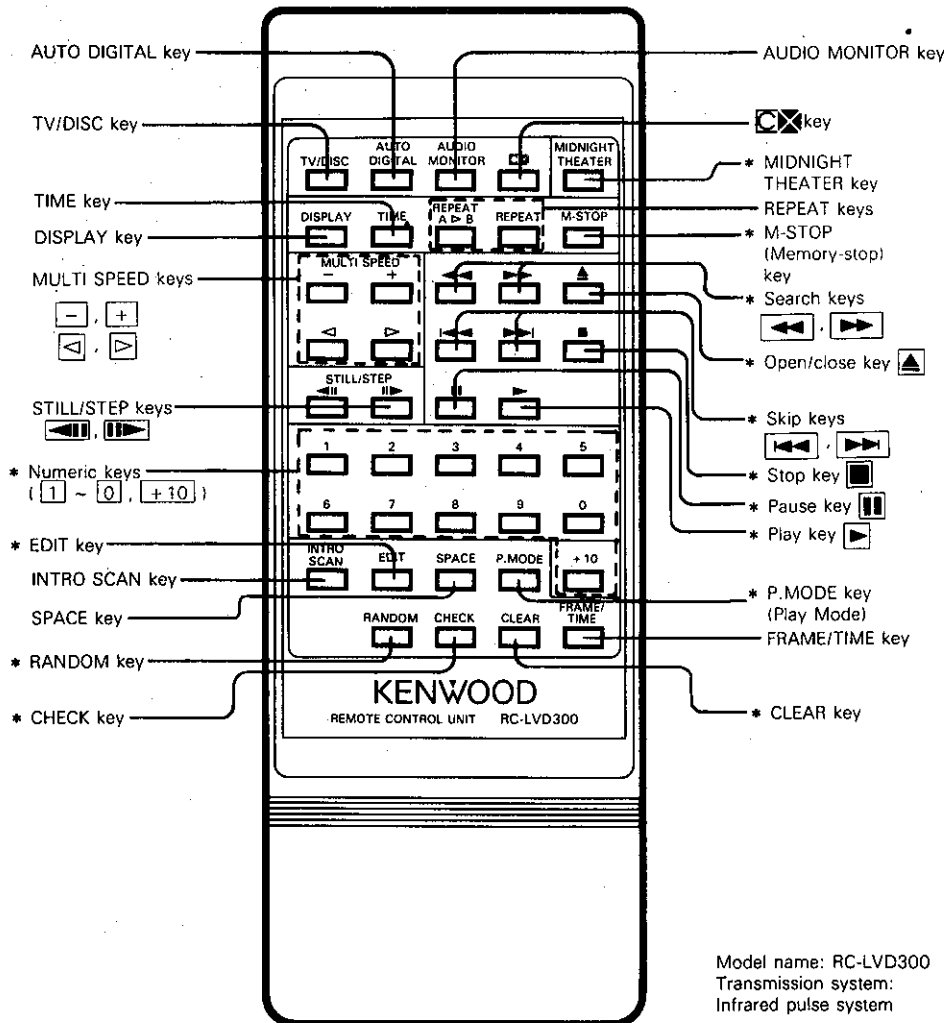 AUTO DIGITAL key
TV/DISC key
TIME key
DISPLAY key
MULTI SPEED keys
− , +
◁ , ▷
STILL/STEP keys
◀▮▮ , ▮▮▶
* Numeric keys
( 1 ~ 0 , +10 )
* EDIT key
INTRO SCAN key
SPACE key
* RANDOM key
* CHECK key
TV/DISC
AUTO DIGITAL
AUDIO MONITOR
CX
MIDNIGHT THEATER
DISPLAY
TIME
REPEAT A ▷ B
REPEAT
M-STOP
MULTI SPEED
− +
◀◀ ▶▶ ▲
◁ ▷
|◀◀ ▶▶| ■
STILL/STEP
◀▮▮ ▮▮▶ ▮▮ ▶
1 2 3 4 5
6 7 8 9 0
INTRO SCAN
EDIT
SPACE
P.MODE
+10
RANDOM
CHECK
CLEAR
FRAME/TIME
KENWOOD
REMOTE CONTROL UNIT RC-LVD300
AUDIO MONITOR key
CX key
* MIDNIGHT
THEATER key
REPEAT keys
* M-STOP
(Memory-stop)
key
* Search keys
◀◀ , ▶▶
* Open/close key ▲
* Skip keys
|◀◀ , ▶▶|
* Stop key ■
* Pause key ▮▮
* Play key ▶
* P.MODE key
(Play Mode)
FRAME/TIME key
* CLEAR key
Model name: RC-LVD300
Transmission system:
Infrared pulse system